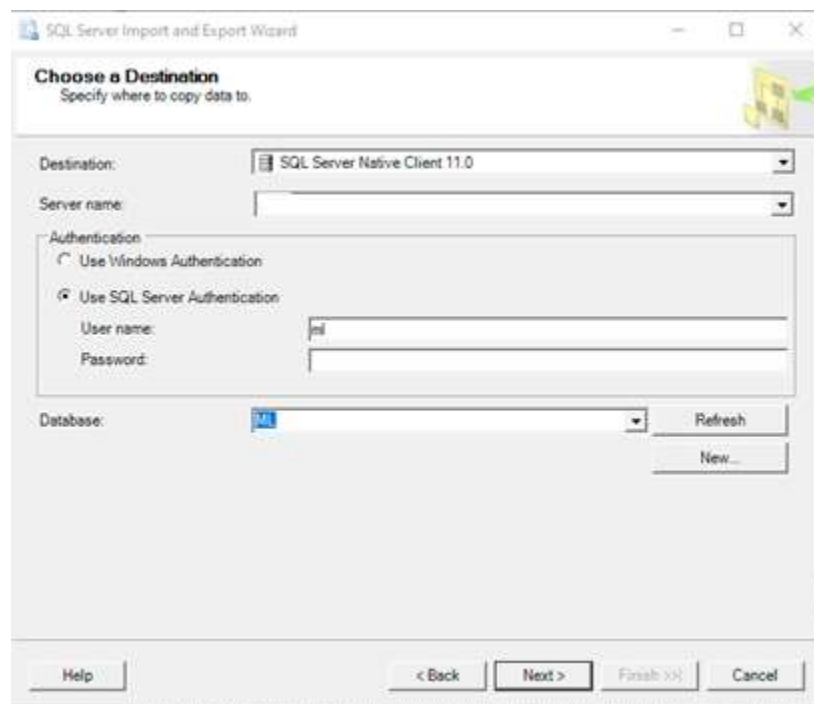 SQL Server Import and Export Wizard
Choose a Destination
Specify where to copy data to.
Destination: SQL Server Native Client 11.0
Server name:
Authentication
Use Windows Authentication
Use SQL Server Authentication
User name: ml
Password:
Database: ML Refresh
New...
Help < Back Next > Finish >>| Cancel